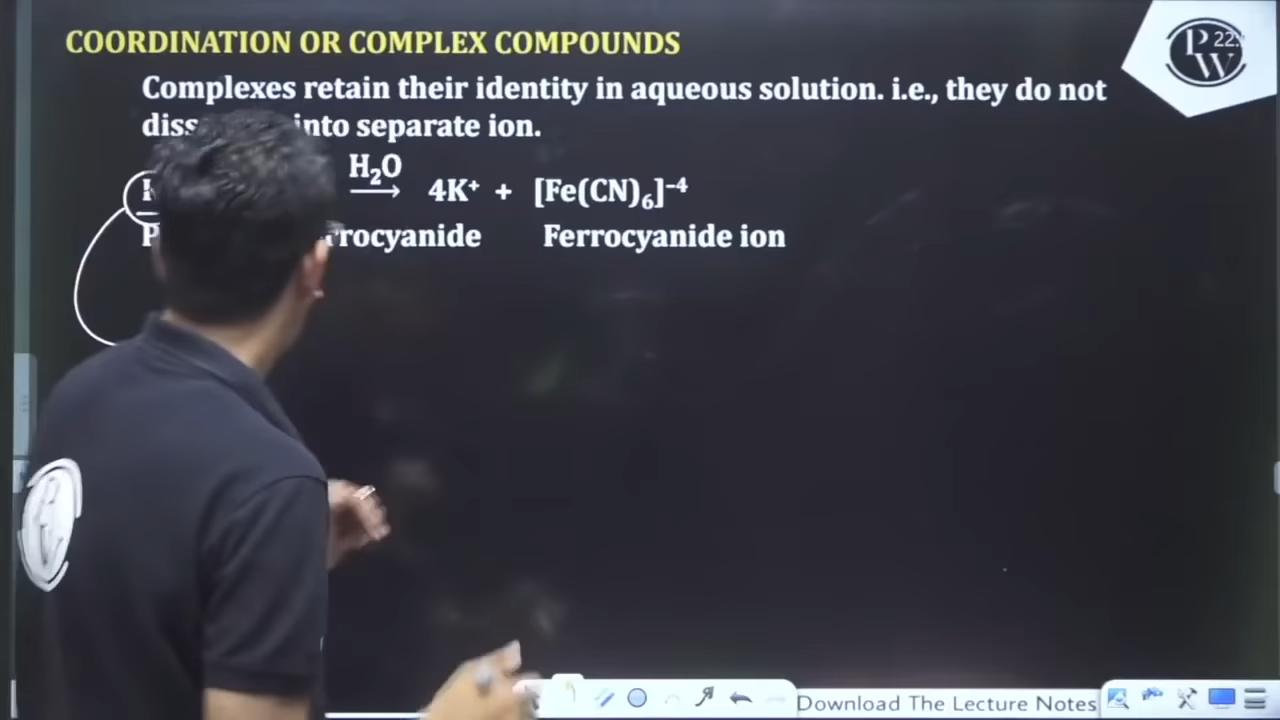 COORDINATION OR COMPLEX COMPOUNDS
Complexes retain their identity in aqueous solution. i.e., they do not
into separate ion.
H₂O
⟶ 4K⁺ + [Fe(CN)₆]⁻⁴
Ferrocyanide ion
P
W
22:
Download The Lecture Notes